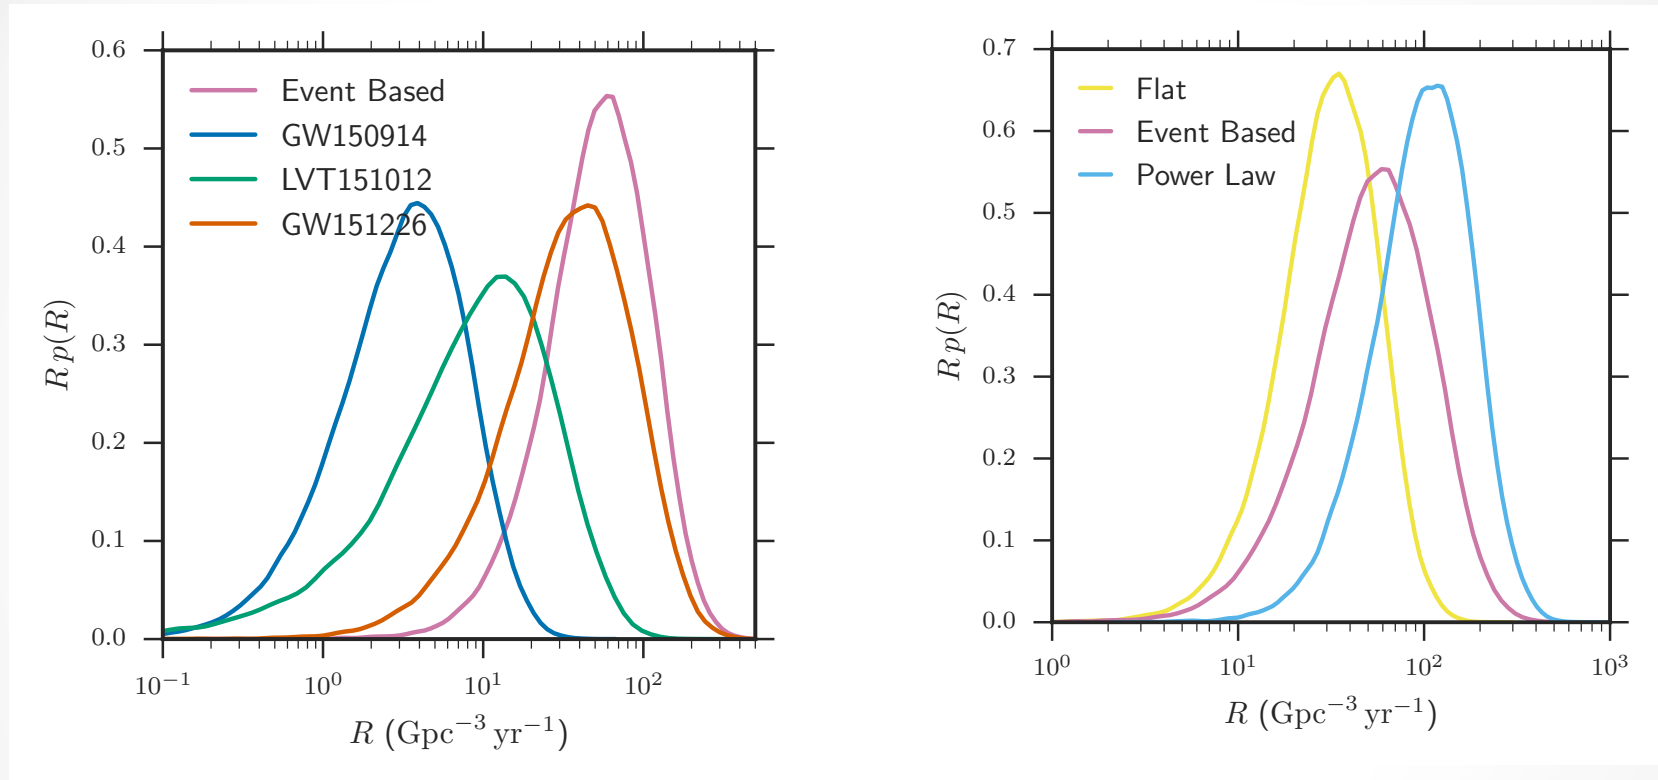 0.6
0.5
0.4
0.3
0.2
0.1
0.0
R p(R)
Event Based
GW150914
LVT151012
GW151226
10⁻¹ 10⁰ 10¹ 10²
R (Gpc⁻³ yr⁻¹)
0.7
0.6
0.5
0.4
0.3
0.2
0.1
0.0
R p(R)
Flat
Event Based
Power Law
10⁰ 10¹ 10² 10³
R (Gpc⁻³ yr⁻¹)